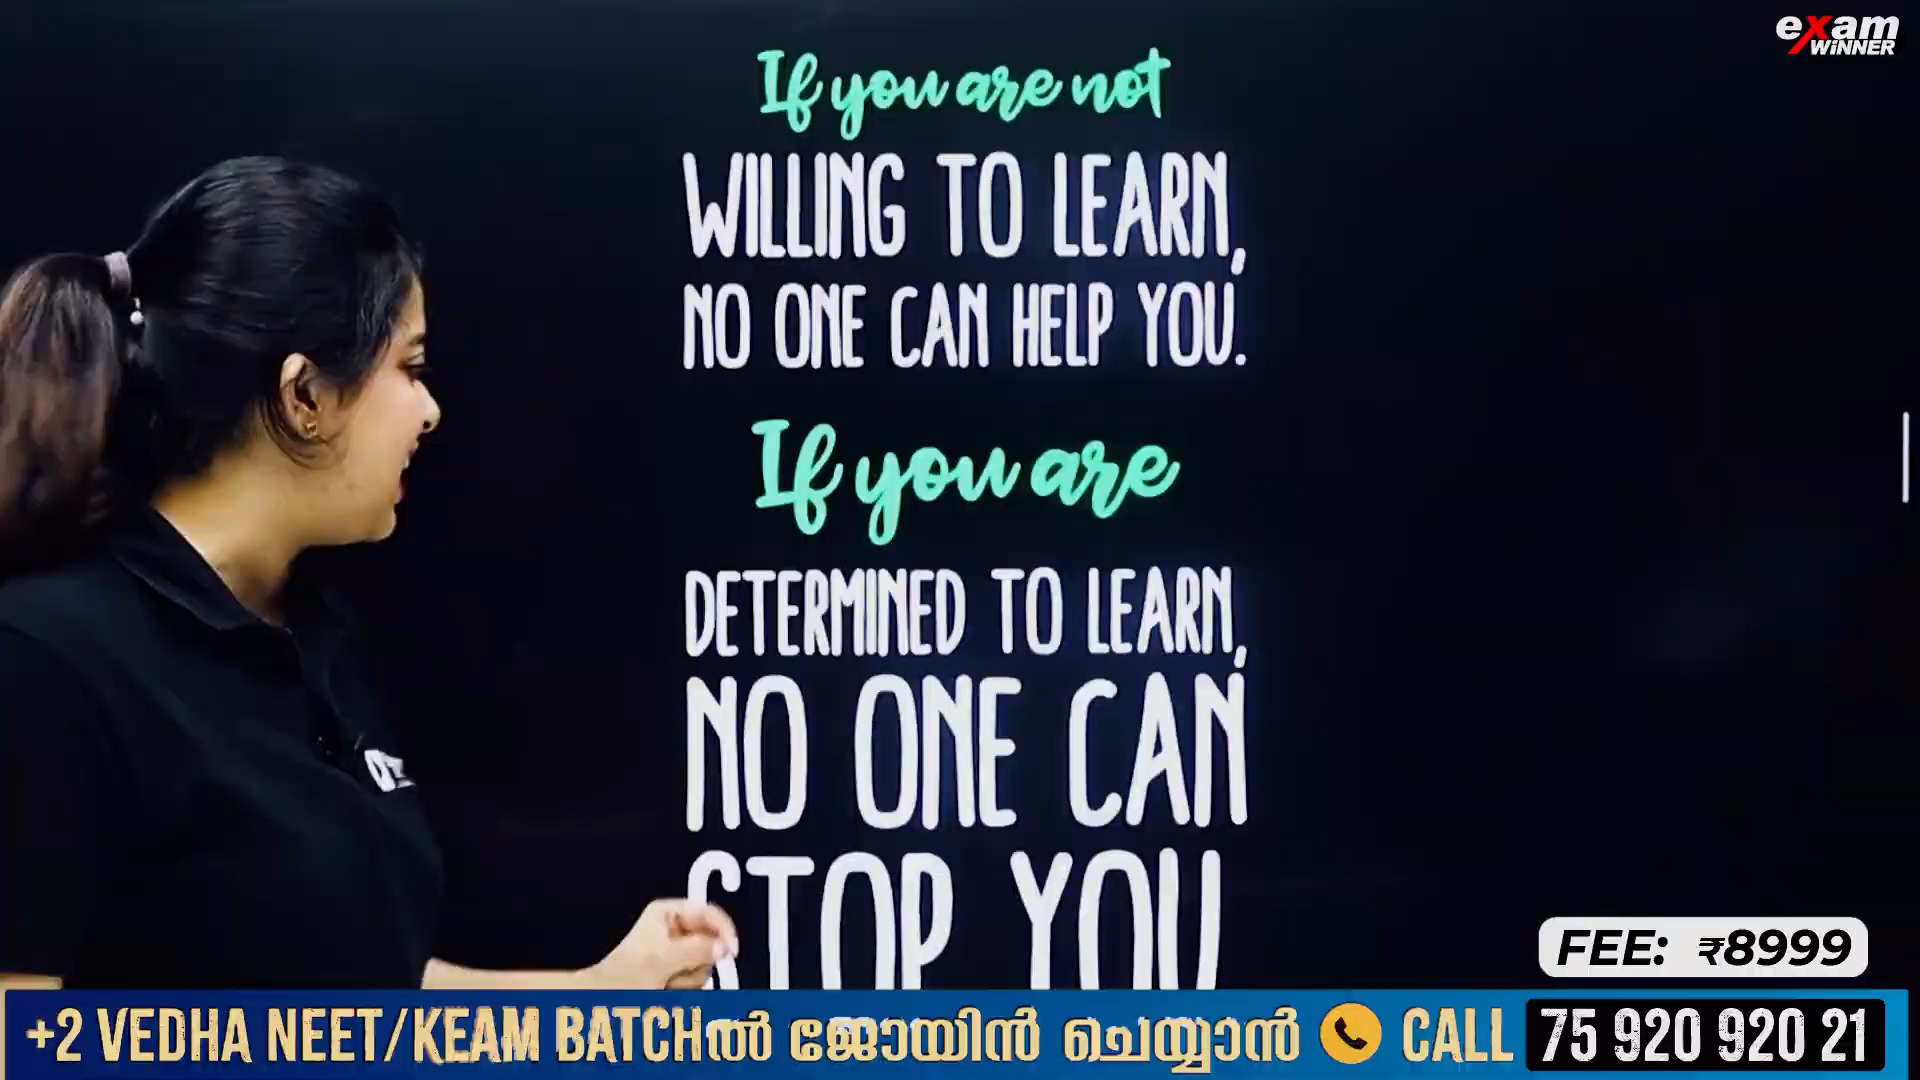 exam
WINNER
If you are not
WILLING TO LEARN,
NO ONE CAN HELP YOU.
If you are
DETERMINED TO LEARN,
NO ONE CAN
STOP YOU
FEE: ₹8999
+2 VEDHA NEET/KEAM BATCHൽ ജോയിൻ ചെയ്യാൻ CALL 75 920 920 21